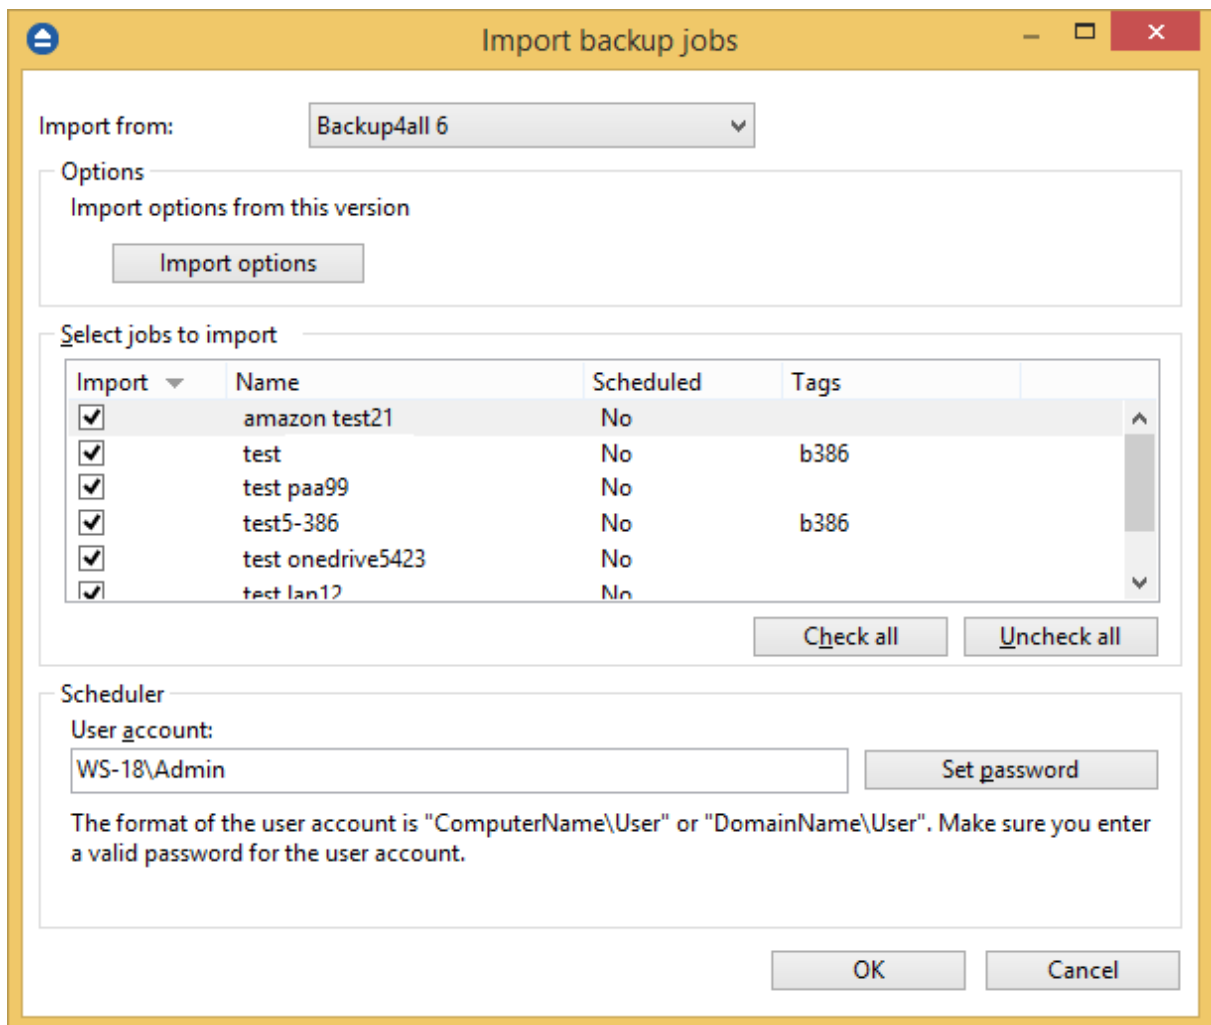 Import backup jobs
Import from: Backup4all 6
Options
Import options from this version
Import options
Select jobs to import
Import Name Scheduled Tags
amazon test21 No
test No b386
test paa99 No
test5-386 No b386
test onedrive5423 No
test lan12 No
Check all Uncheck all
Scheduler
User account:
WS-18\Admin Set password
The format of the user account is "ComputerName\User" or "DomainName\User". Make sure you enter
a valid password for the user account.
OK Cancel